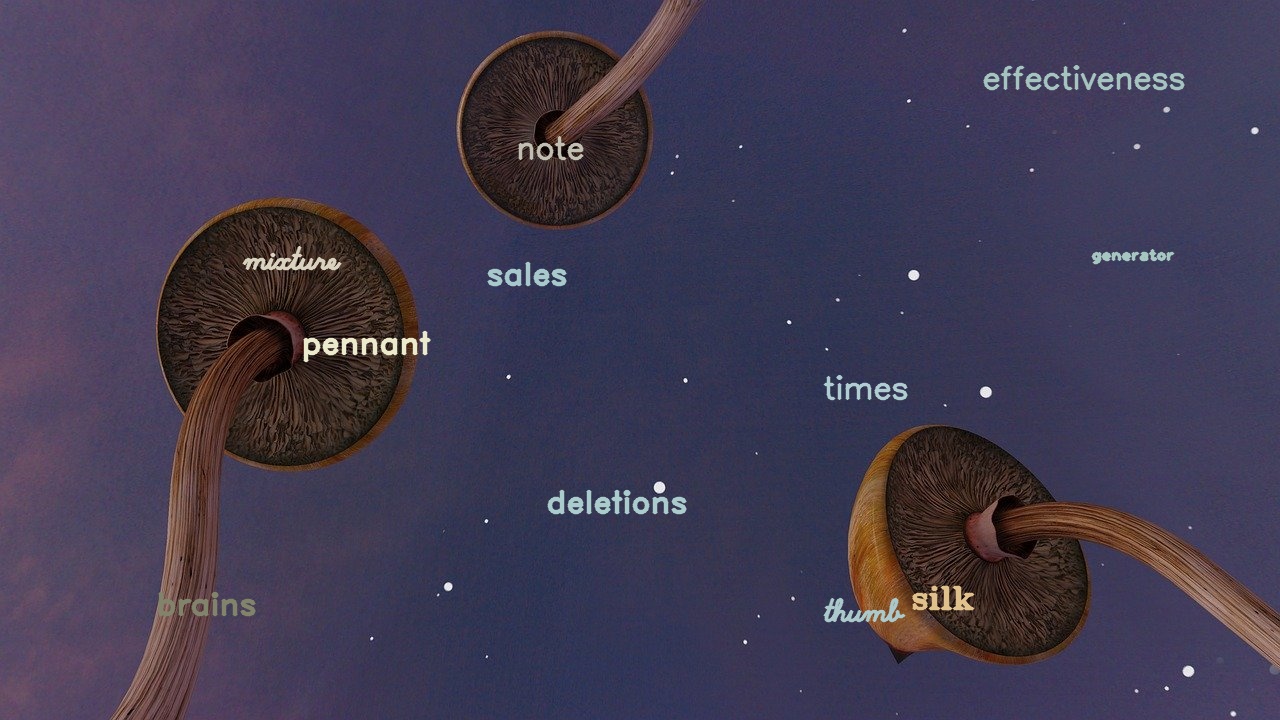 effectiveness
note
generator
mixture
sales
pennant
times
deletions
brains
thumb silk